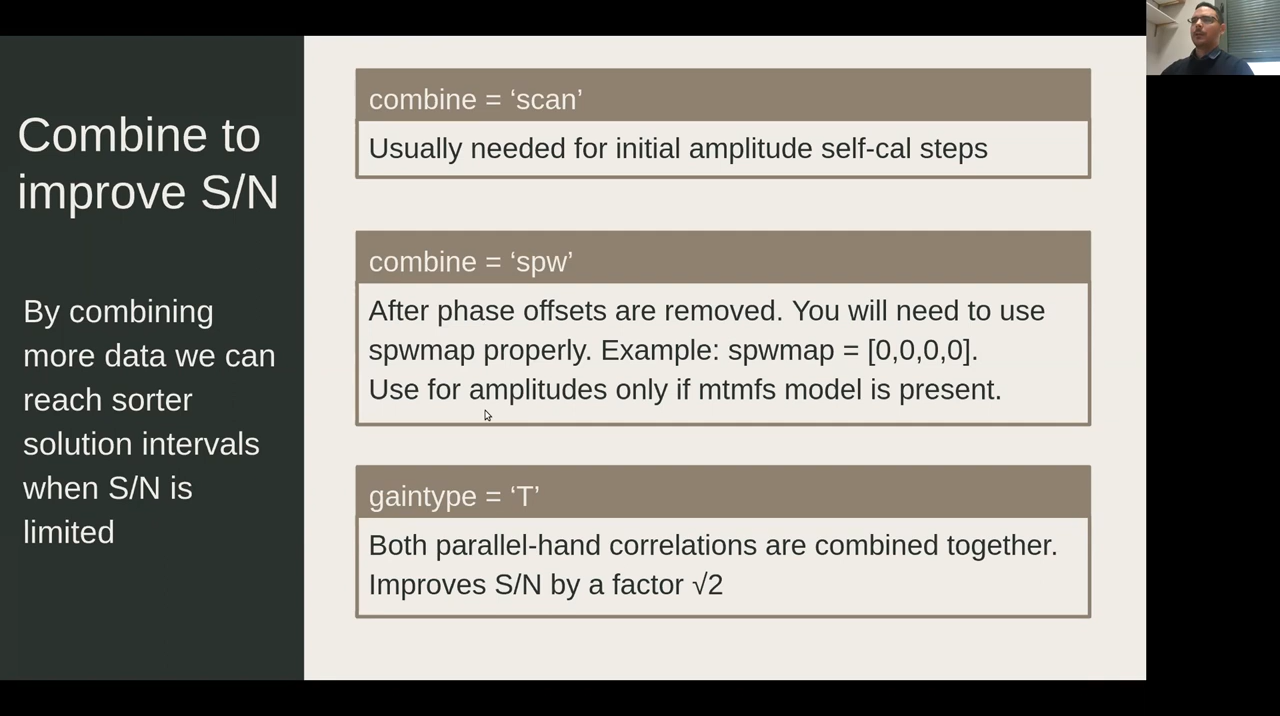 Combine to
improve S/N
By combining
more data we can
reach sorter
solution intervals
when S/N is
limited
combine = ‘scan’
Usually needed for initial amplitude self-cal steps
combine = ‘spw’
After phase offsets are removed. You will need to use
spwmap properly. Example: spwmap = [0,0,0,0].
Use for amplitudes only if mtmfs model is present.
gaintype = ‘T’
Both parallel-hand correlations are combined together.
Improves S/N by a factor √2